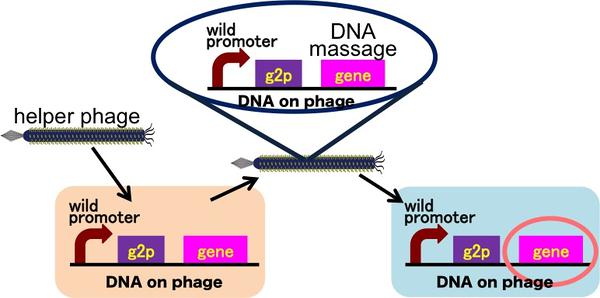 wild
promoter
DNA
massage
g2p
gene
DNA on phage
helper phage
wild
promoter
g2p
gene
DNA on phage
wild
promoter
g2p
gene
DNA on phage